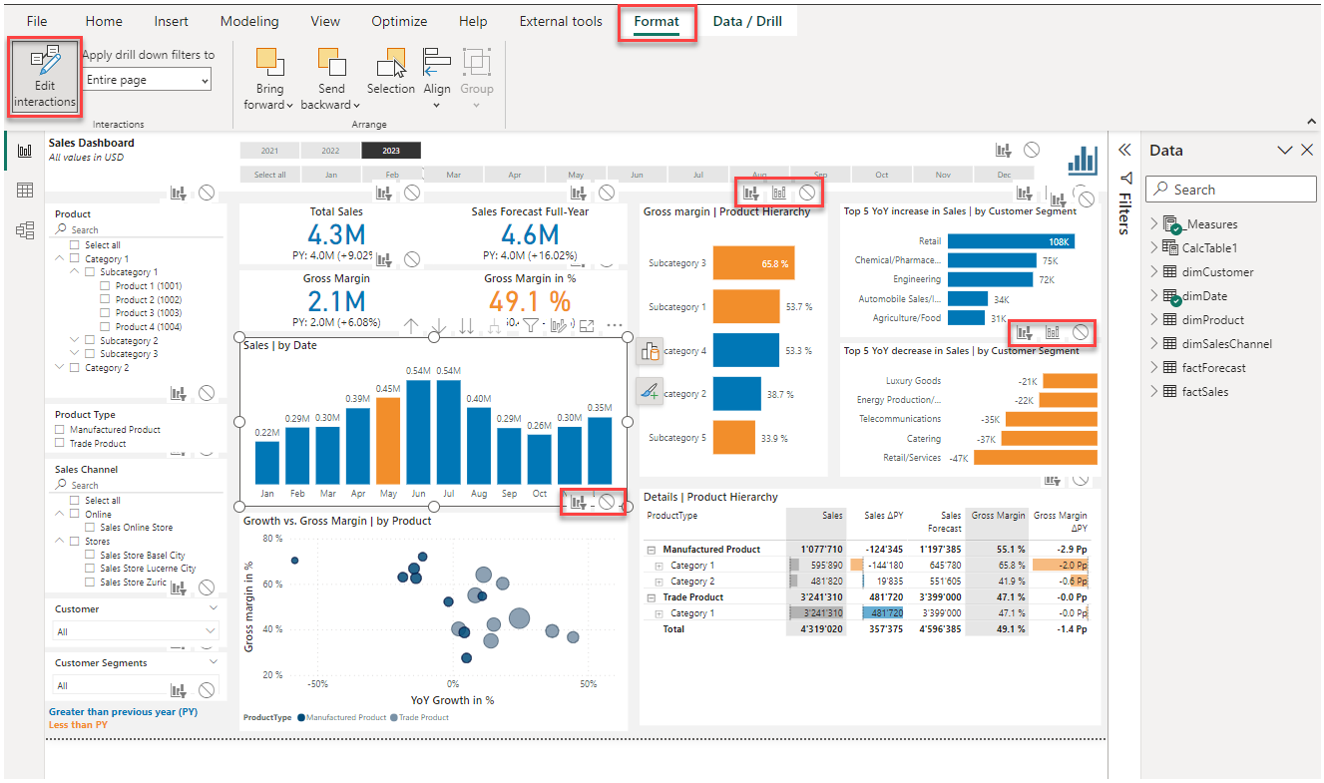 File Home Insert Modeling View Optimize Help External tools Format Data / Drill
Edit interactions
Apply drill down filters to
Entire page
Interactions
Bring forward
Send backward
Selection
Align
Group
Arrange
Sales Dashboard
All values in USD
2021 2022 2023
Select all Jan Feb Mar Apr May Jun Jul Aug Sep Oct Nov Dec
Product
Search
Select all
Category 1
Subcategory 1
Product 1 (1001)
Product 2 (1002)
Product 3 (1003)
Product 4 (1004)
Subcategory 2
Subcategory 3
Category 2
Product Type
Manufactured Product
Trade Product
Sales Channel
Search
Select all
Online
Sales Online Store
Stores
Sales Store Basel City
Sales Store Lucerne City
Sales Store Zuric
Customer
All
Customer Segments
All
Greater than previous year (PY)
Less than PY
Total Sales
4.3M
PY: 4.0M (+9.02%
Sales Forecast Full-Year
4.6M
PY: 4.0M (+16.02%)
Gross Margin
2.1M
PY: 2.0M (+6.08%)
Gross Margin in %
49.1 %
Sales | by Date
0.22M 0.29M 0.30M 0.39M 0.45M 0.54M 0.54M 0.40M 0.29M 0.26M 0.30M 0.35M
Jan Feb Mar Apr May Jun Jul Aug Sep Oct
Growth vs. Gross Margin | by Product
Gross margin in %
80 %
60 %
40 %
20 %
-50% 0% 50%
YoY Growth in %
ProductType Manufactured Product Trade Product
Gross margin | Product Hierarchy
Subcategory 3 65.8 %
Subcategory 1 53.7 %
category 4 53.3 %
category 2 38.7 %
Subcategory 5 33.9 %
Top 5 YoY increase in Sales | by Customer Segment
Retail 108K
Chemical/Pharmace... 75K
Engineering 72K
Automobile Sales/I... 34K
Agriculture/Food 31K
Top 5 YoY decrease in Sales | by Customer Segment
Luxury Goods -21K
Energy Production/... -22K
Telecommunications -35K
Catering -37K
Retail/Services -47K
Details | Product Hierarchy
ProductType Sales Sales ΔPY Sales Forecast Gross Margin Gross Margin ΔPY
Manufactured Product 1'077'710 -124'345 1'197'385 55.1 % -2.9 Pp
Category 1 595'890 -144'180 645'780 65.8 % -2.0 Pp
Category 2 481'820 19'835 551'605 41.9 % -0.6 Pp
Trade Product 3'241'310 481'720 3'399'000 47.1 % -0.0 Pp
Category 1 3'241'310 481'720 3'399'000 47.1 % -0.0 Pp
Total 4'319'020 357'375 4'596'385 49.1 % -1.4 Pp
Filters
Data
Search
_Measures
CalcTable1
dimCustomer
dimDate
dimProduct
dimSalesChannel
factForecast
factSales